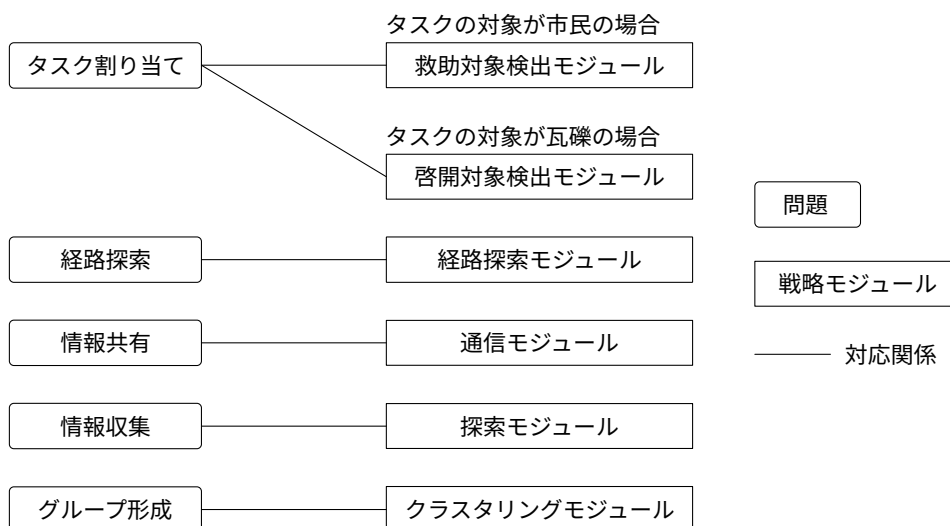 タスクの対象が市民の場合
タスク割り当て
救助対象検出モジュール
タスクの対象が瓦礫の場合
啓開対象検出モジュール
問題
経路探索
経路探索モジュール
戦略モジュール
情報共有
通信モジュール
対応関係
情報収集
探索モジュール
グループ形成
クラスタリングモジュール